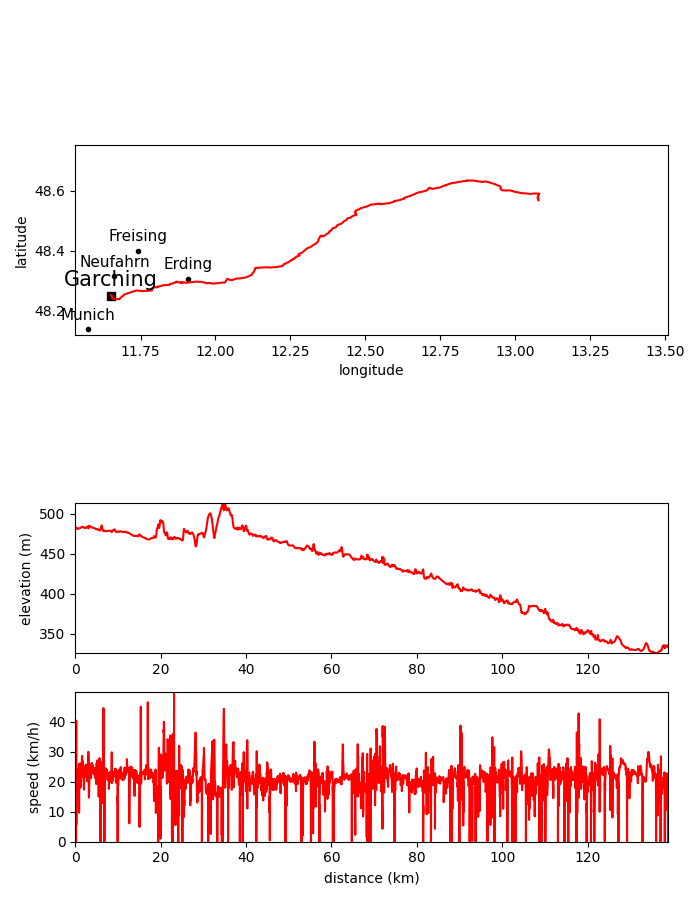 48.6
48.4
48.2
latitude
Freising
Neufahrn
Erding
Garching
Munich
11.75 12.00 12.25 12.50 12.75 13.00 13.25 13.50
longitude
500
450
400
350
elevation (m)
0 20 40 60 80 100 120
40
30
20
10
0
speed (km/h)
0 20 40 60 80 100 120
distance (km)